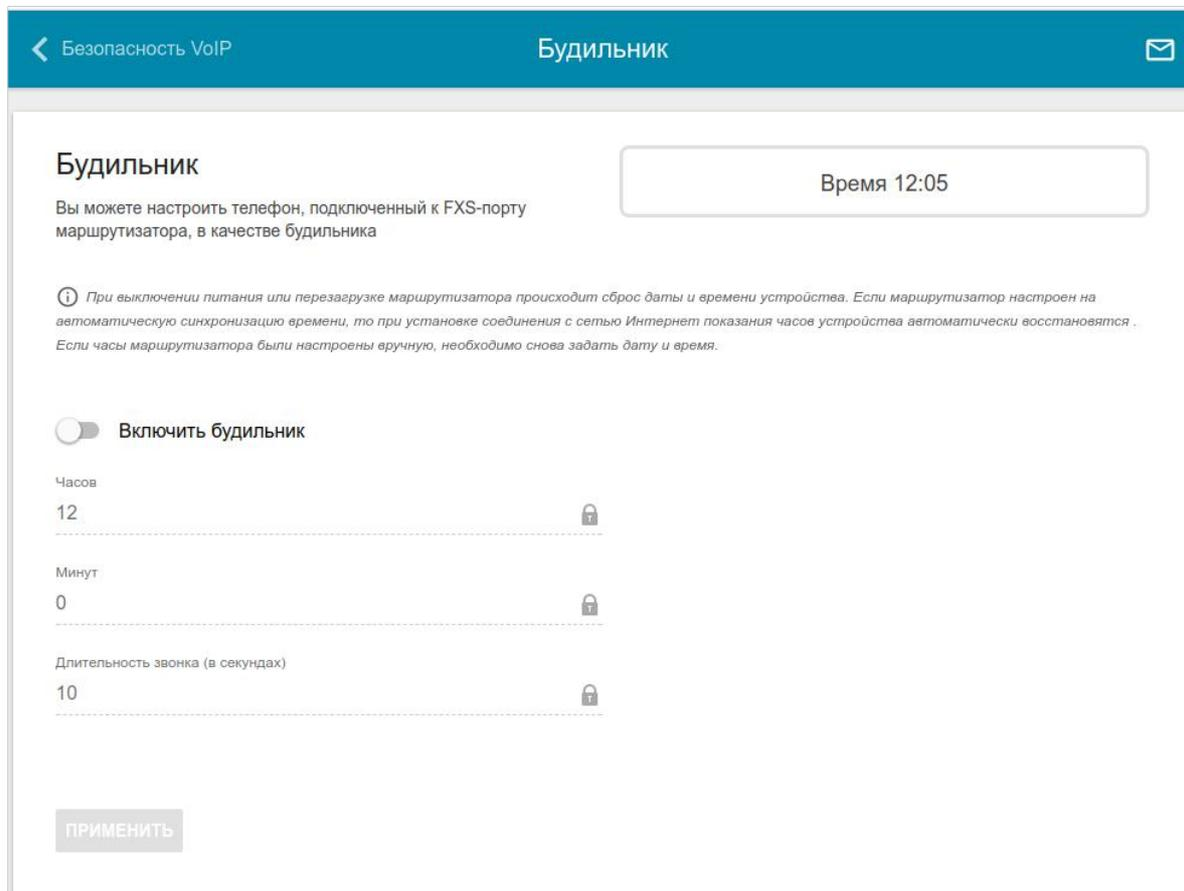 Безопасность VoIP
Будильник
Будильник
Время 12:05
Вы можете настроить телефон, подключенный к FXS-порту
маршрутизатора, в качестве будильника
При выключении питания или перезагрузке маршрутизатора происходит сброс даты и времени устройства. Если маршрутизатор настроен на
автоматическую синхронизацию времени, то при установке соединения с сетью Интернет показания часов устройства автоматически восстановятся .
Если часы маршрутизатора были настроены вручную, необходимо снова задать дату и время.
Включить будильник
Часов
12
Минут
0
Длительность звонка (в секундах)
10
ПРИМЕНИТЬ